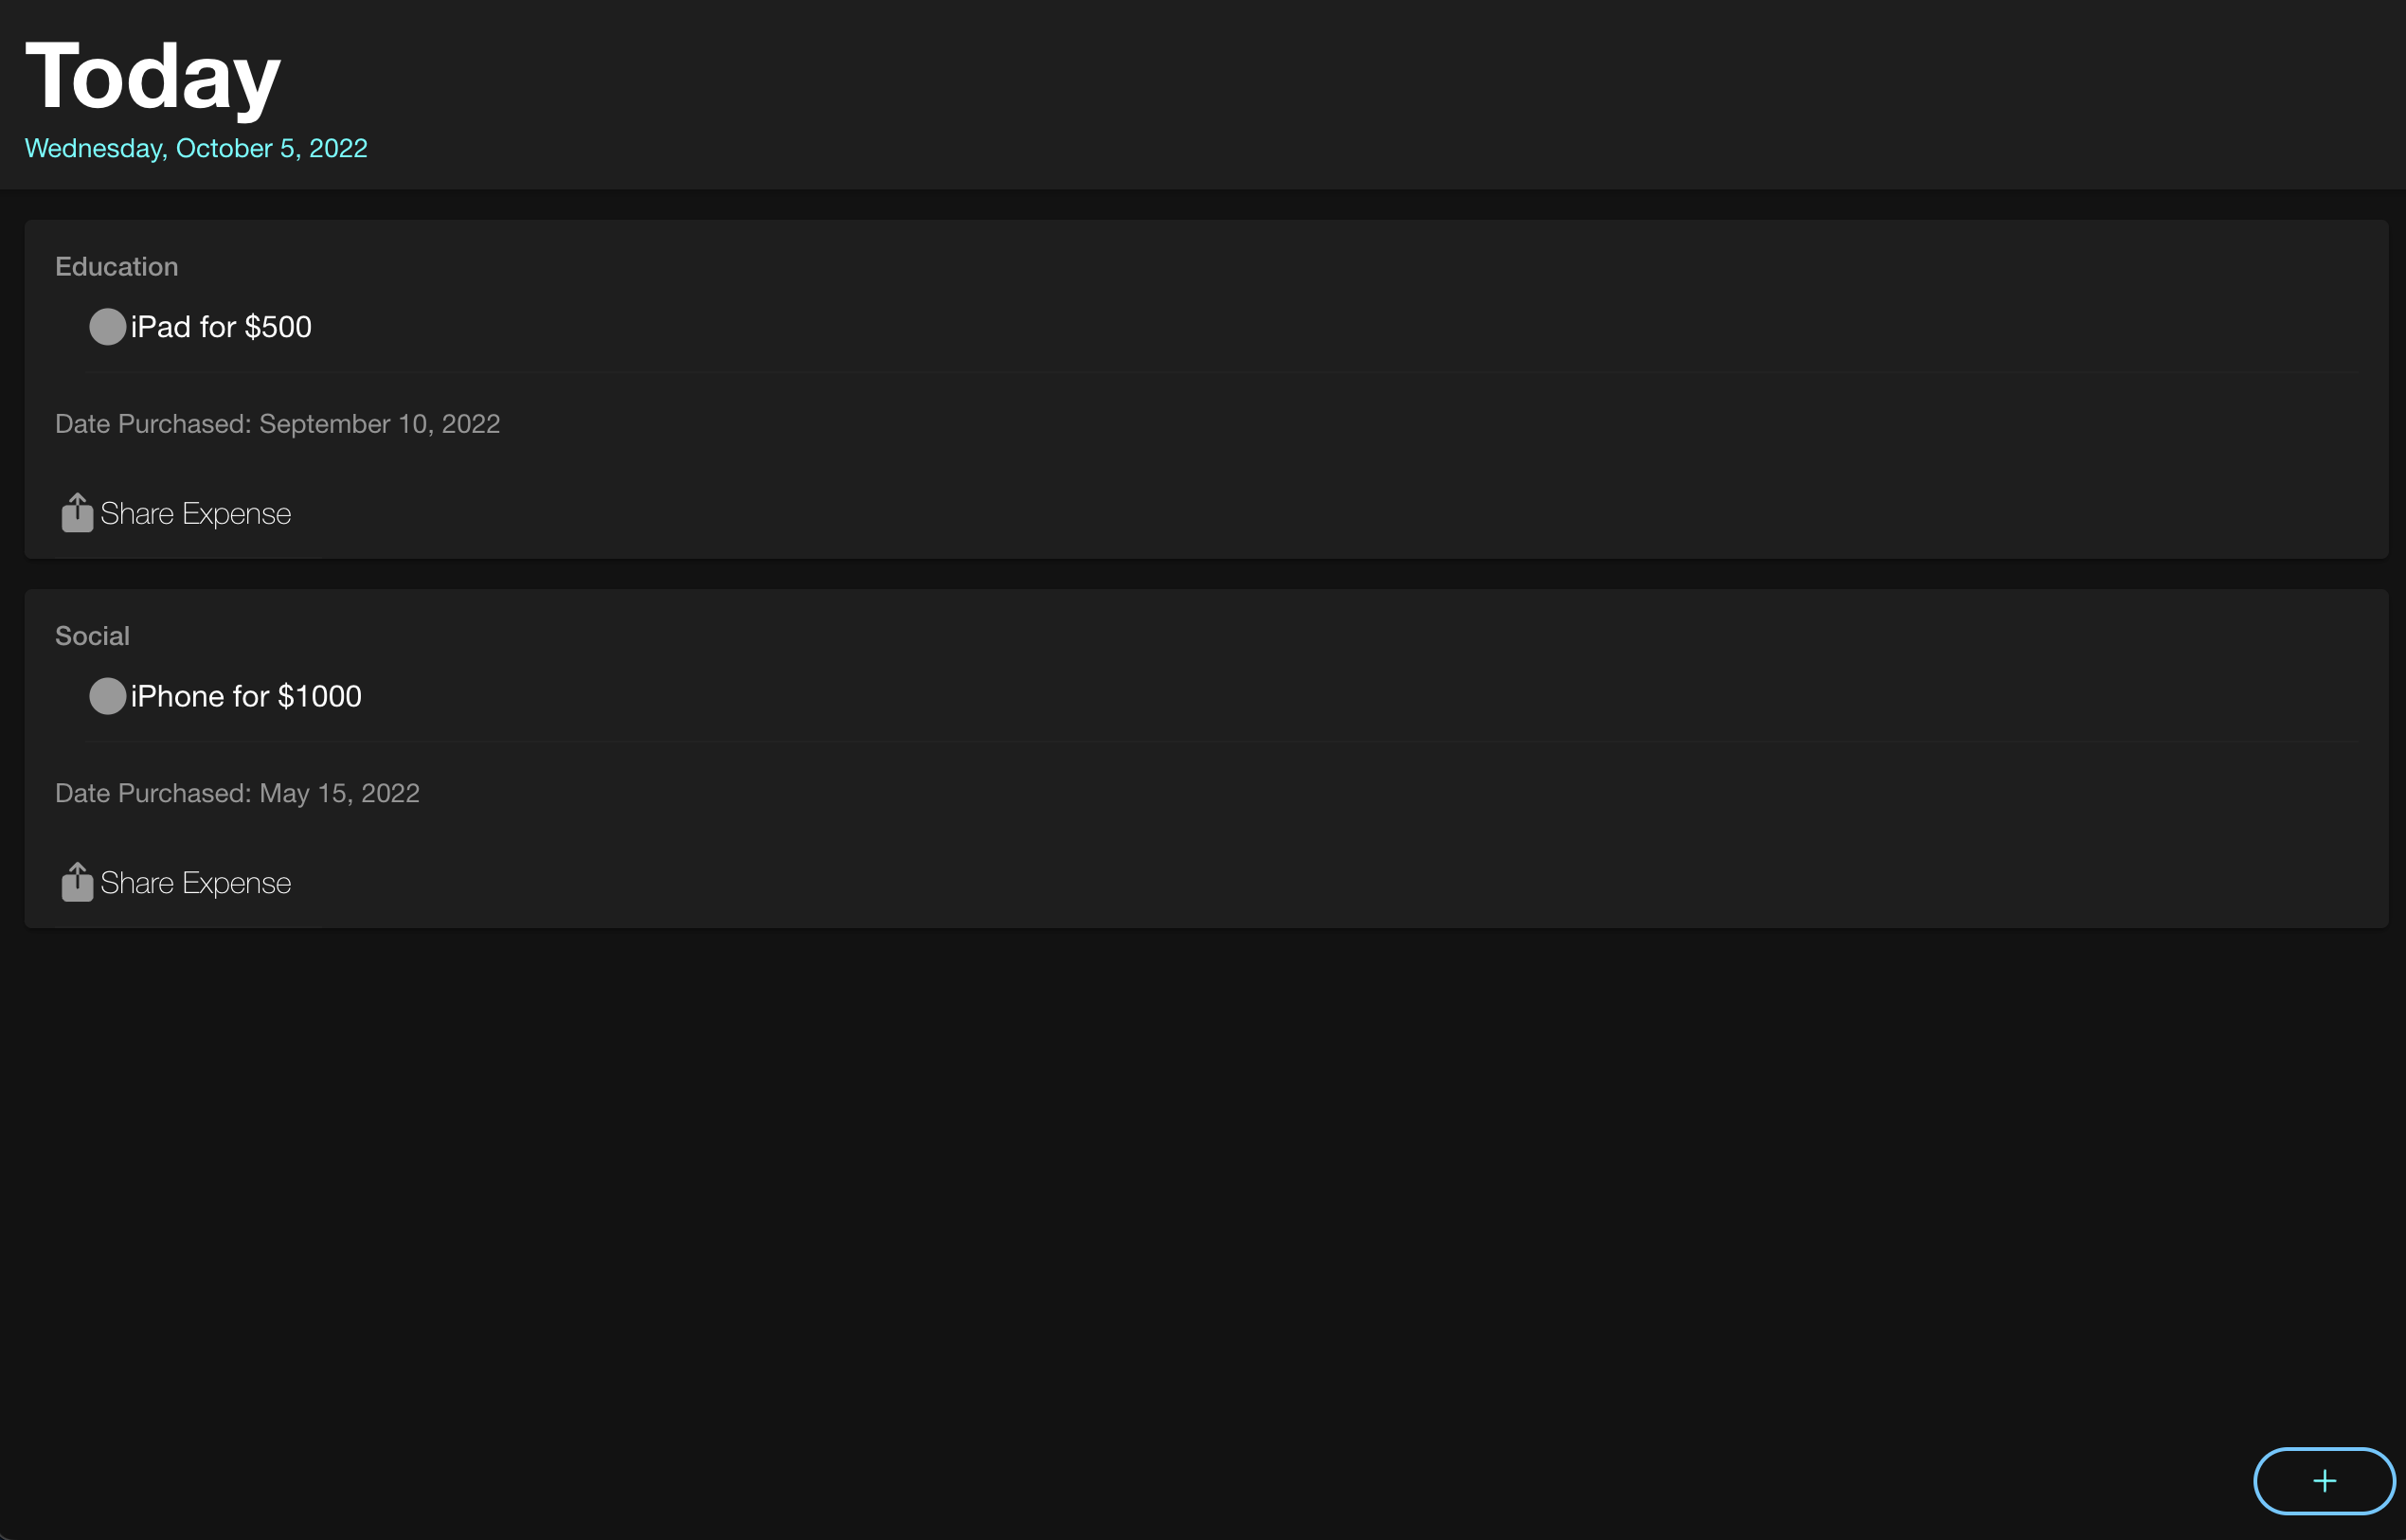 Today
Wednesday, October 5, 2022
Education
iPad for $500
Date Purchased: September 10, 2022
Share Expense
Social
iPhone for $1000
Date Purchased: May 15, 2022
Share Expense
+